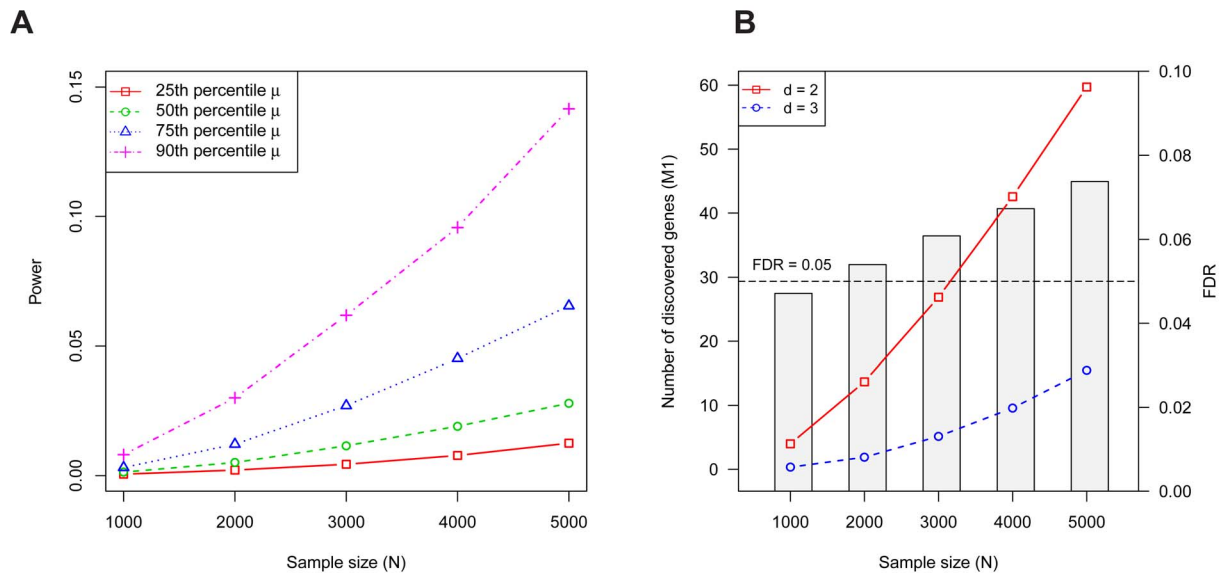 A
0.15
0.10
0.05
0.00
Power
25th percentile μ
50th percentile μ
75th percentile μ
90th percentile μ
1000 2000 3000 4000 5000
Sample size (N)
B
60
50
40
30
20
10
0
Number of discovered genes (M1)
d = 2
d = 3
FDR = 0.05
0.10
0.08
0.06
0.04
0.02
0.00
FDR
1000 2000 3000 4000 5000
Sample size (N)